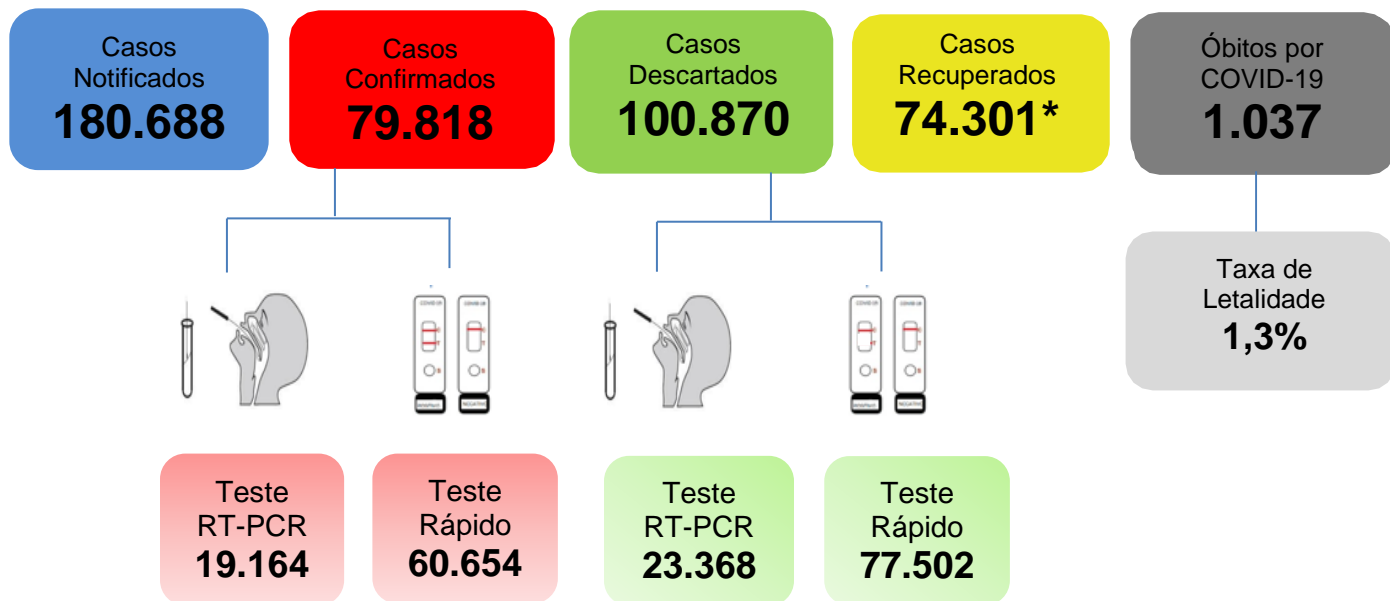 Casos
Notificados
180.688
Casos
Confirmados
79.818
Casos
Descartados
100.870
Casos
Recuperados
74.301*
Óbitos por
COVID-19
1.037
Taxa de
Letalidade
1,3%
Teste
RT-PCR
19.164
Teste
Rápido
60.654
Teste
RT-PCR
23.368
Teste
Rápido
77.502